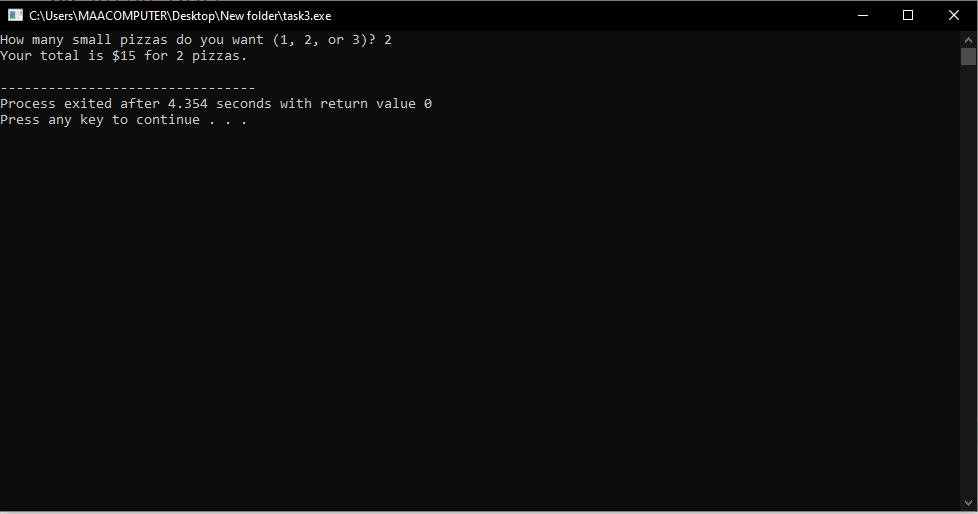 C:\Users\MAACOMPUTER\Desktop\New folder\task3.exe
How many small pizzas do you want (1, 2, or 3)? 2
Your total is $15 for 2 pizzas.
--------------------------------
Process exited after 4.354 seconds with return value 0
Press any key to continue . . .